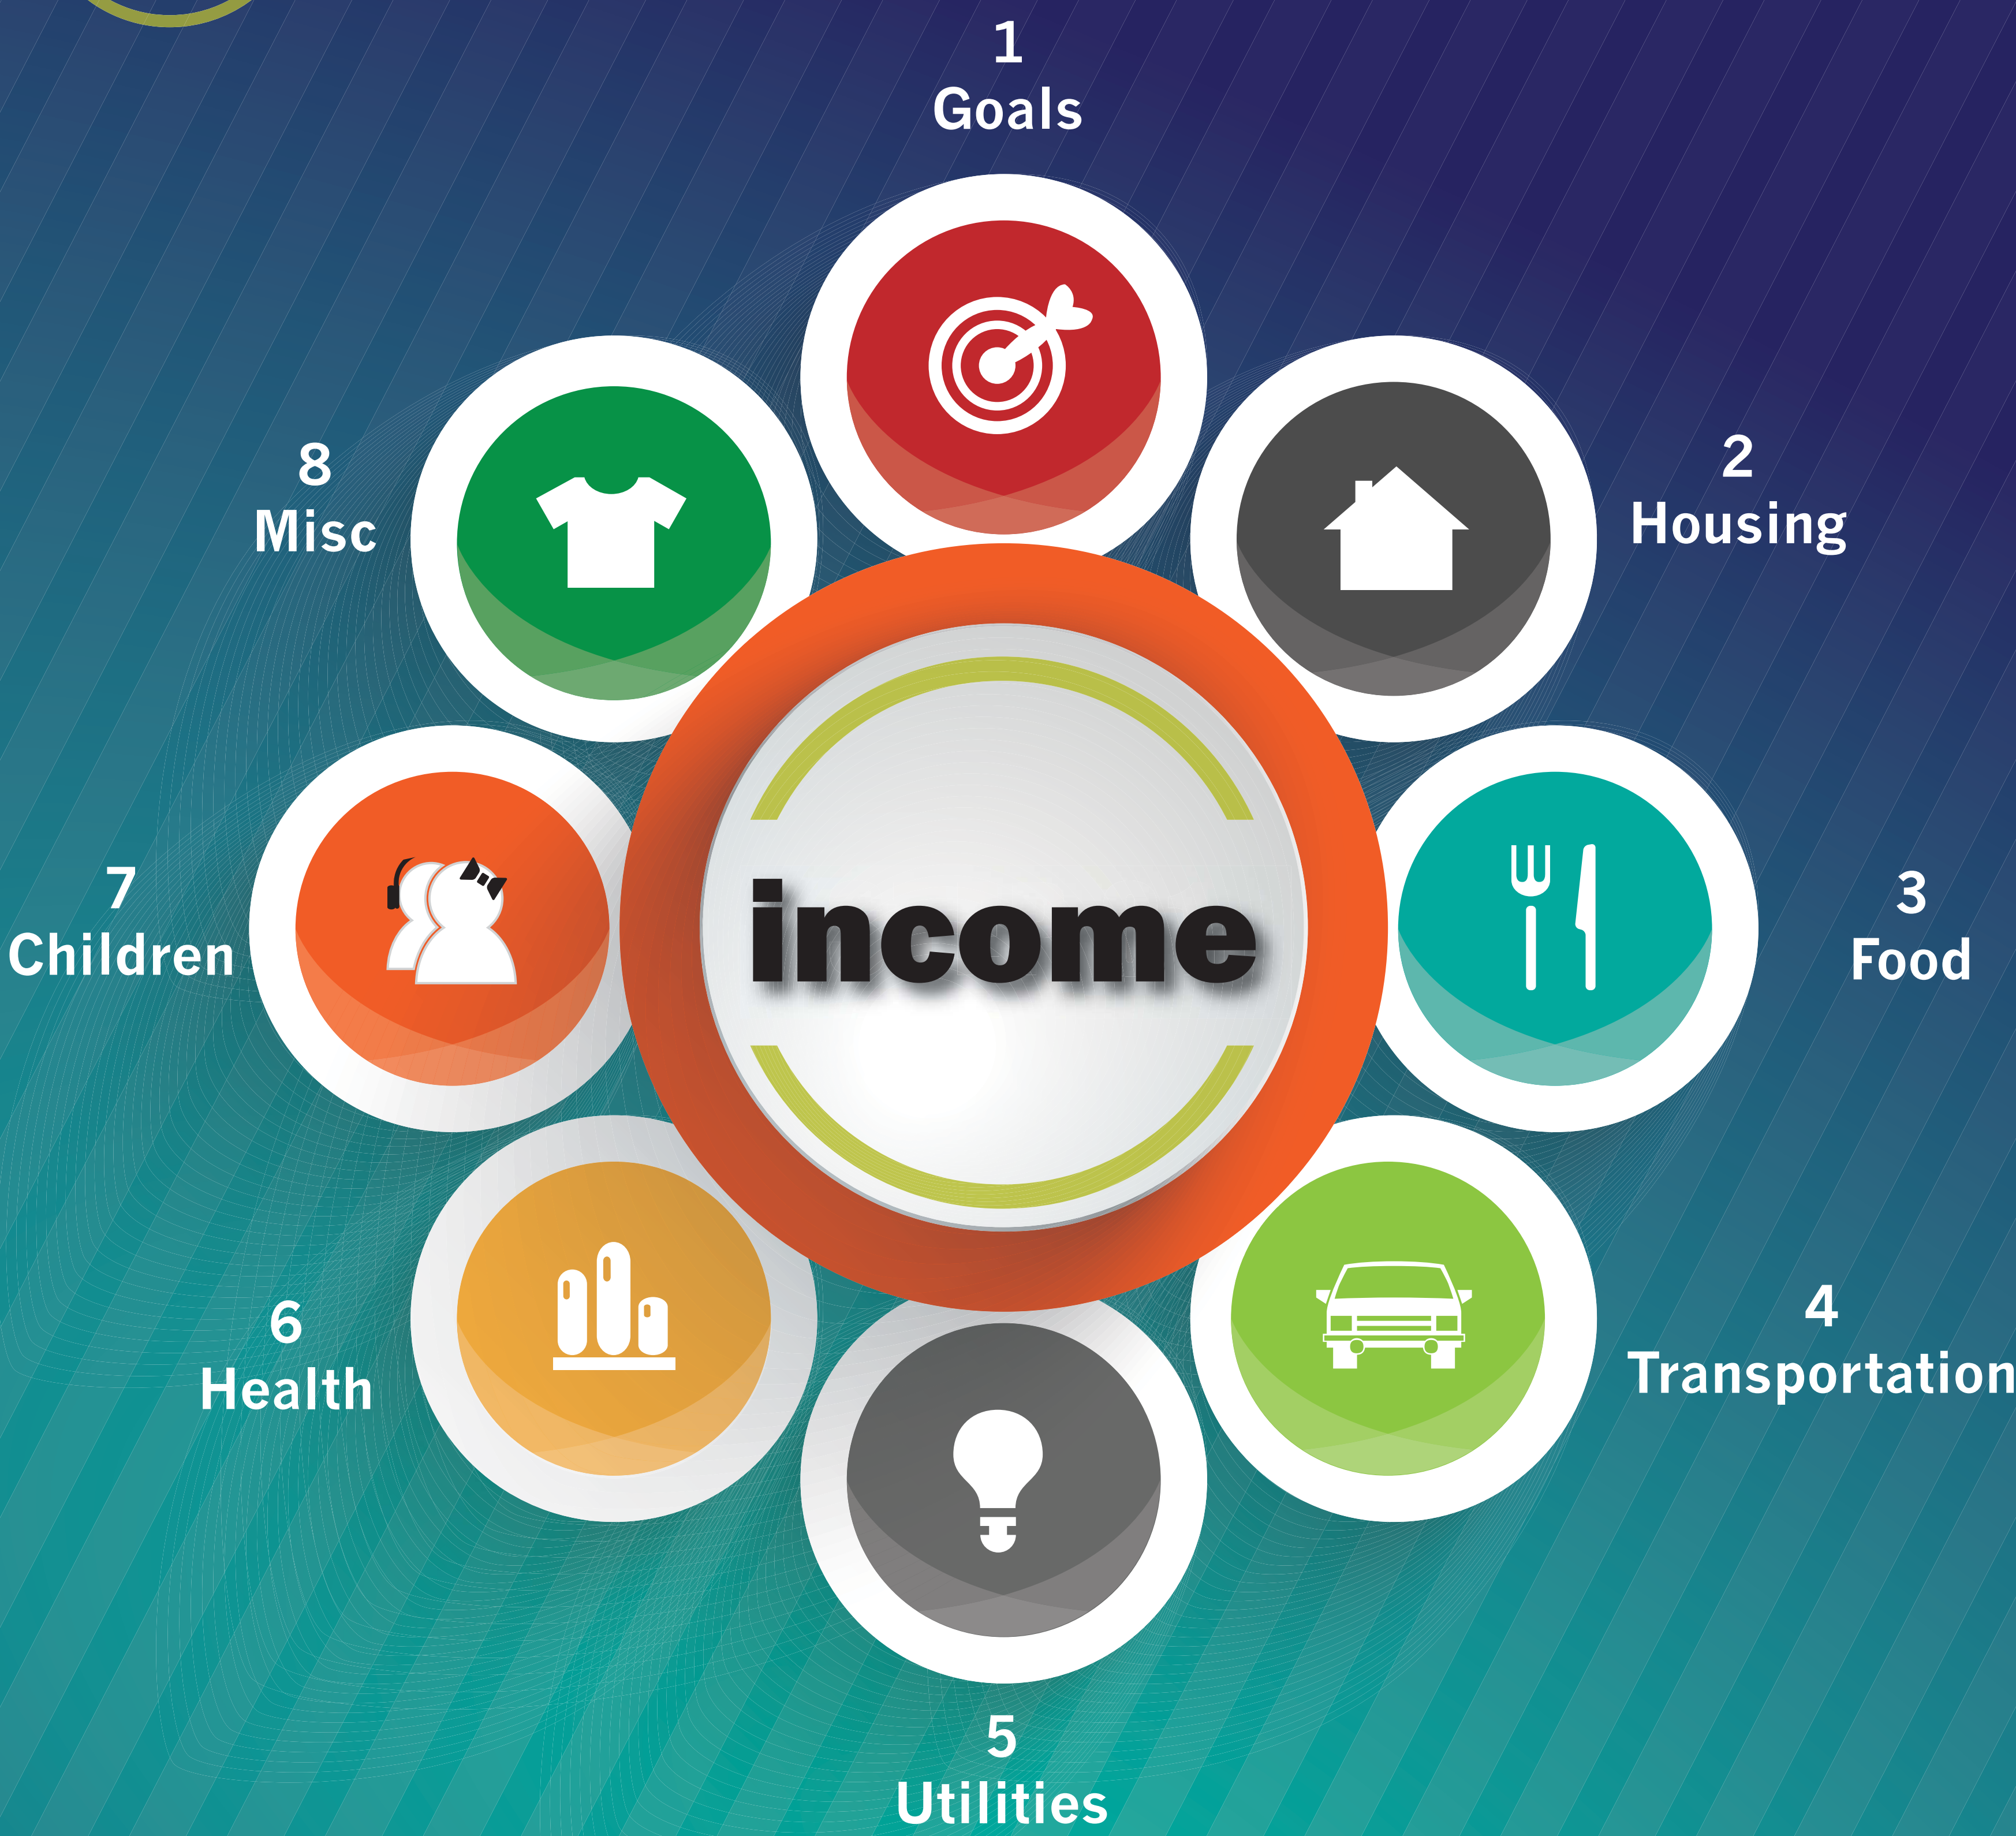 1
Goals
2
Housing
3
Food
4
Transportation
5
Utilities
6
Health
7
Children
8
Misc
income